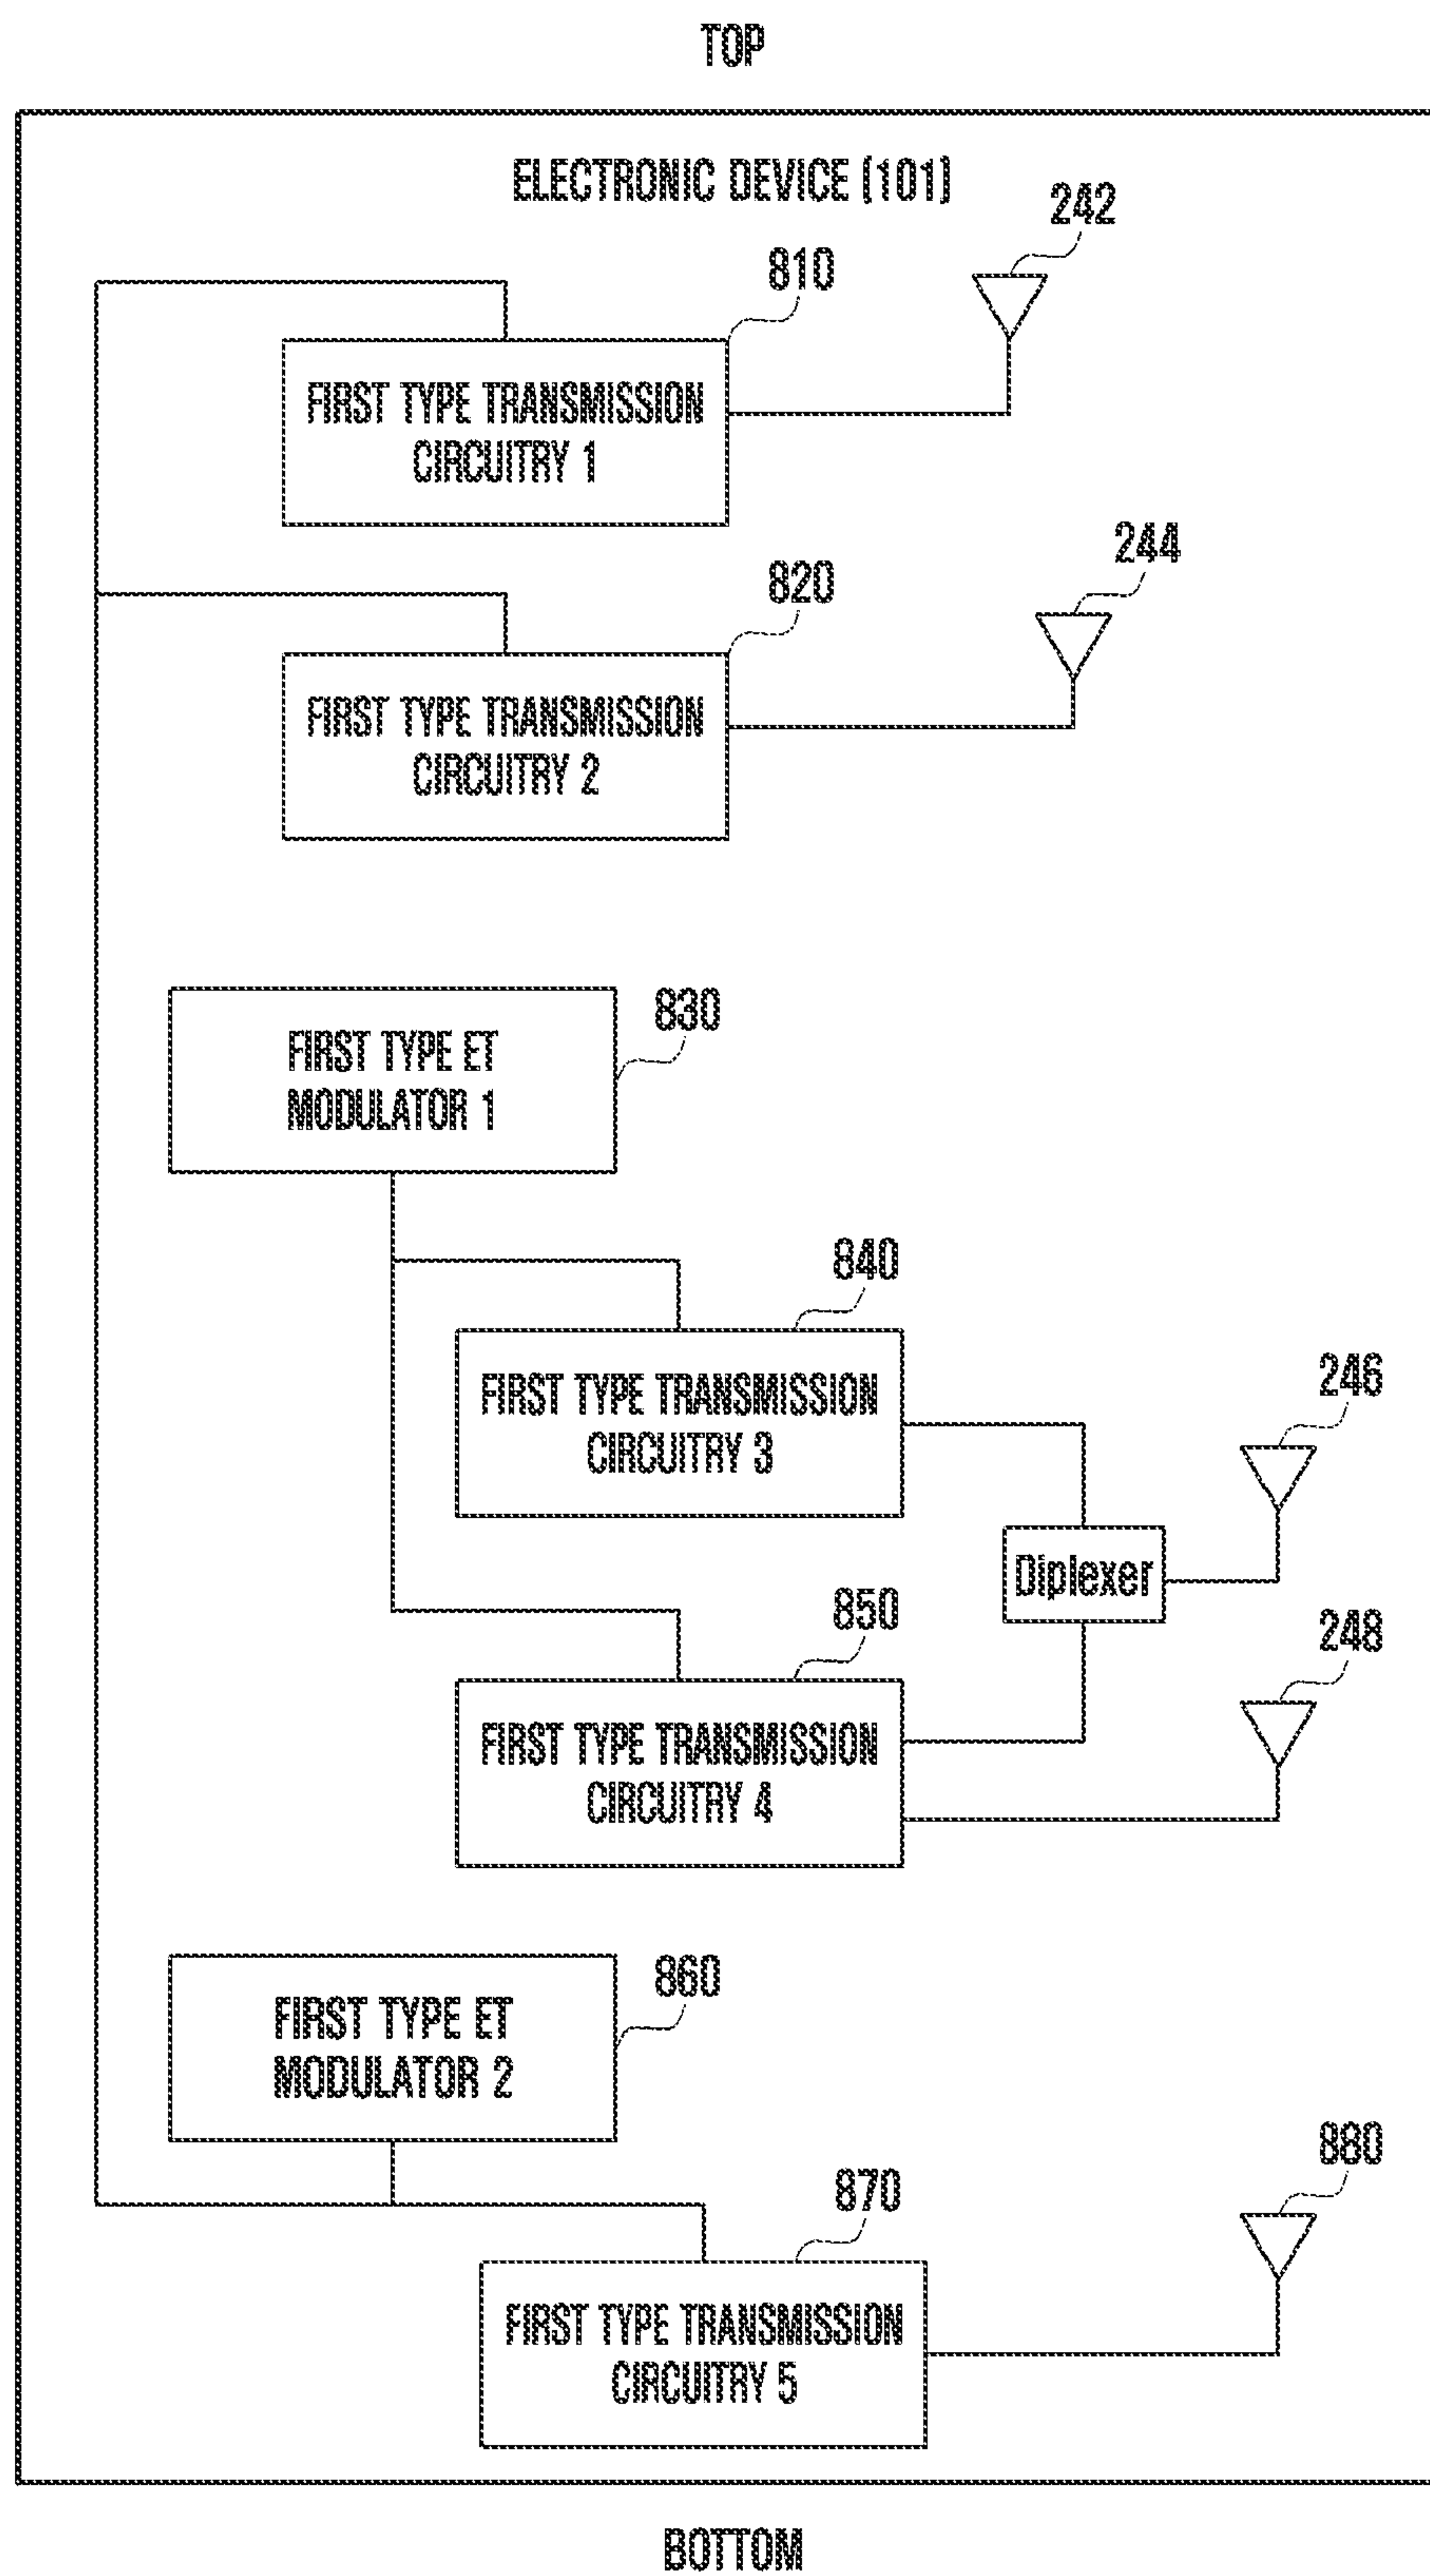 TOP
ELECTRONIC DEVICE (101)
242
810
FIRST TYPE TRANSMISSION
CIRCUITRY 1
244
820
FIRST TYPE TRANSMISSION
CIRCUITRY 2
830
FIRST TYPE ET
MODULATOR 1
840
FIRST TYPE TRANSMISSION
CIRCUITRY 3
246
Diplexer
850
248
FIRST TYPE TRANSMISSION
CIRCUITRY 4
860
FIRST TYPE ET
MODULATOR 2
880
870
FIRST TYPE TRANSMISSION
CIRCUITRY 5
BOTTOM